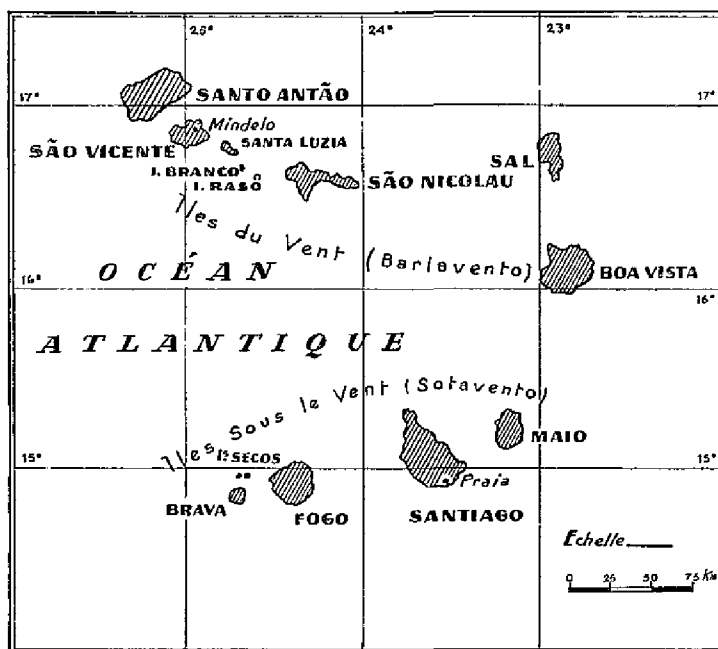 25° 24° 23°
17° 17°
SANTO ANTÃO
Mindelo
SÃO VICENTE
SANTA LUZIA
SAL
I. BRANCO
I. RASO
SÃO NICOLAU
Iles du Vent (Barlavento)
OCÉAN
BOA VISTA
16° 16°
ATLANTIQUE
Iles Sous le Vent (Sotavento)
MAIO
15° 15°
Is SECOS
Praia
BRAVA
FOGO
SANTIAGO
Echelle
0 25 50 75 Km